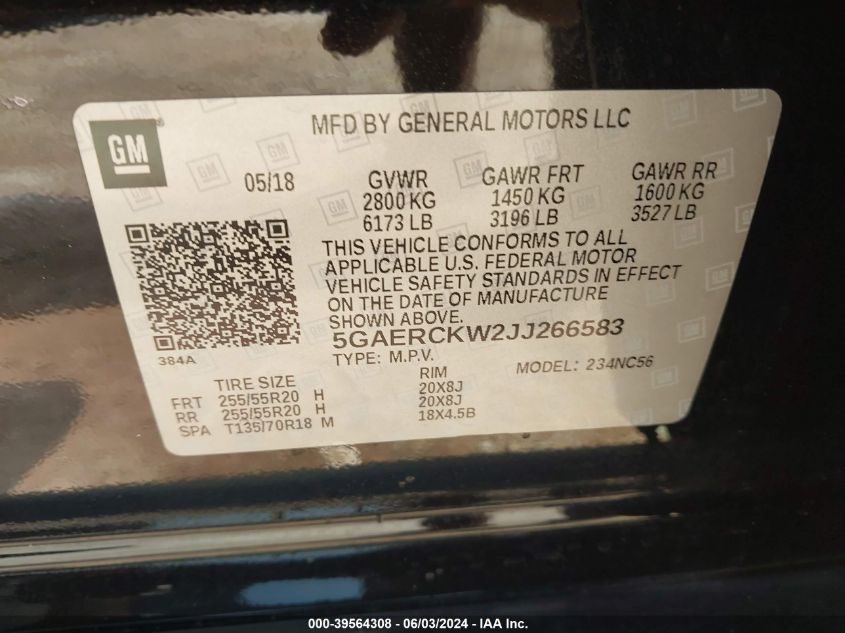 GM
MFD BY GENERAL MOTORS LLC
05/18 GVWR GAWR FRT GAWR RR
2800 KG 1450 KG 1600 KG
6173 LB 3196 LB 3527 LB
THIS VEHICLE CONFORMS TO ALL
APPLICABLE U.S. FEDERAL MOTOR
VEHICLE SAFETY STANDARDS IN EFFECT
ON THE DATE OF MANUFACTURE
SHOWN ABOVE.
384A
5GAERCKW2JJ266583
TYPE: M.P.V. MODEL: 234NC56
TIRE SIZE RIM
FRT 255/55R20 H 20X8J
RR 255/55R20 H 20X8J
SPA T135/70R18 M 18X4.5B
000-39564308 - 06/03/2024 - IAA Inc.